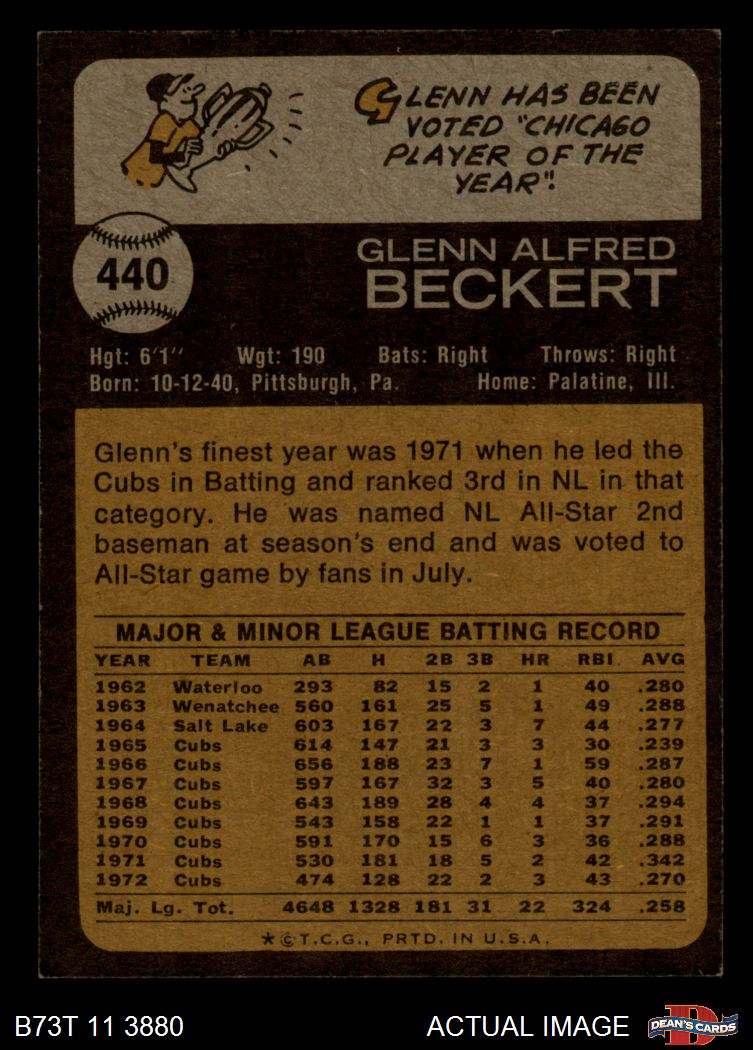 GLENN HAS BEEN
VOTED "CHICAGO
PLAYER OF THE
YEAR"!
440
GLENN ALFRED
BECKERT
Hgt: 6'1'' Wgt: 190 Bats: Right Throws: Right
Born: 10-12-40, Pittsburgh, Pa. Home: Palatine, Ill.
Glenn's finest year was 1971 when he led the
Cubs in Batting and ranked 3rd in NL in that
category. He was named NL All-Star 2nd
baseman at season's end and was voted to
All-Star game by fans in July.
MAJOR & MINOR LEAGUE BATTING RECORD
YEAR TEAM AB H 2B 3B HR RBI AVG
1962 Waterloo 293 82 15 2 1 40 .280
1963 Wenatchee 560 161 25 5 1 49 .288
1964 Salt Lake 603 167 22 3 7 44 .277
1965 Cubs 614 147 21 3 3 30 .239
1966 Cubs 656 188 23 7 1 59 .287
1967 Cubs 597 167 32 3 5 40 .280
1968 Cubs 643 189 28 4 4 37 .294
1969 Cubs 543 158 22 1 1 37 .291
1970 Cubs 591 170 15 6 3 36 .288
1971 Cubs 530 181 18 5 2 42 .342
1972 Cubs 474 128 22 2 3 43 .270
Maj. Lg. Tot. 4648 1328 181 31 22 324 .258
★©T.C.G., PRTD. IN U.S.A.
B73T 11 3880 ACTUAL IMAGE DEAN'S CARDS